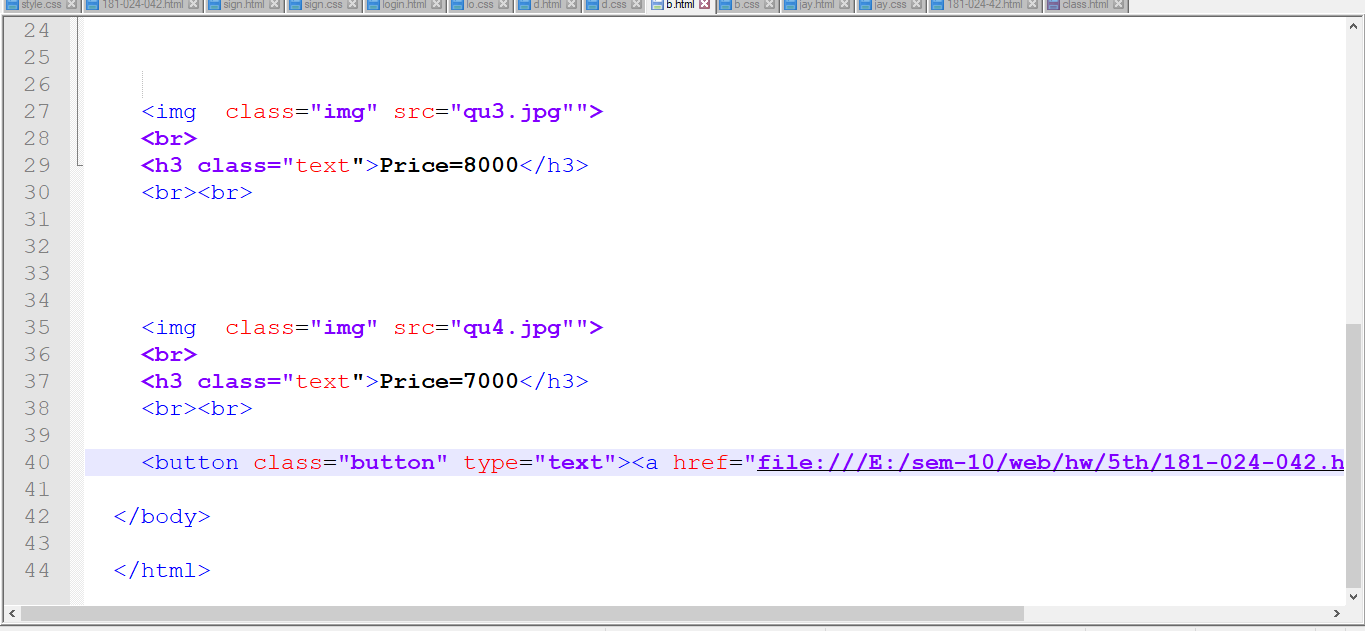 style.css 181-024-042.html sign.html sign.css login.html lo.css d.html d.css b.html b.css jay.html jay.css 181-024-42.html class.html
24
25
26
27 <img  class="img" src="qu3.jpg"">
28 <br>
29 <h3 class="text">Price=8000</h3>
30 <br><br>
31
32
33
34
35 <img  class="img" src="qu4.jpg"">
36 <br>
37 <h3 class="text">Price=7000</h3>
38 <br><br>
39
40 <button class="button" type="text"><a href="file:///E:/sem-10/web/hw/5th/181-024-042.h
41
42 </body>
43
44 </html>